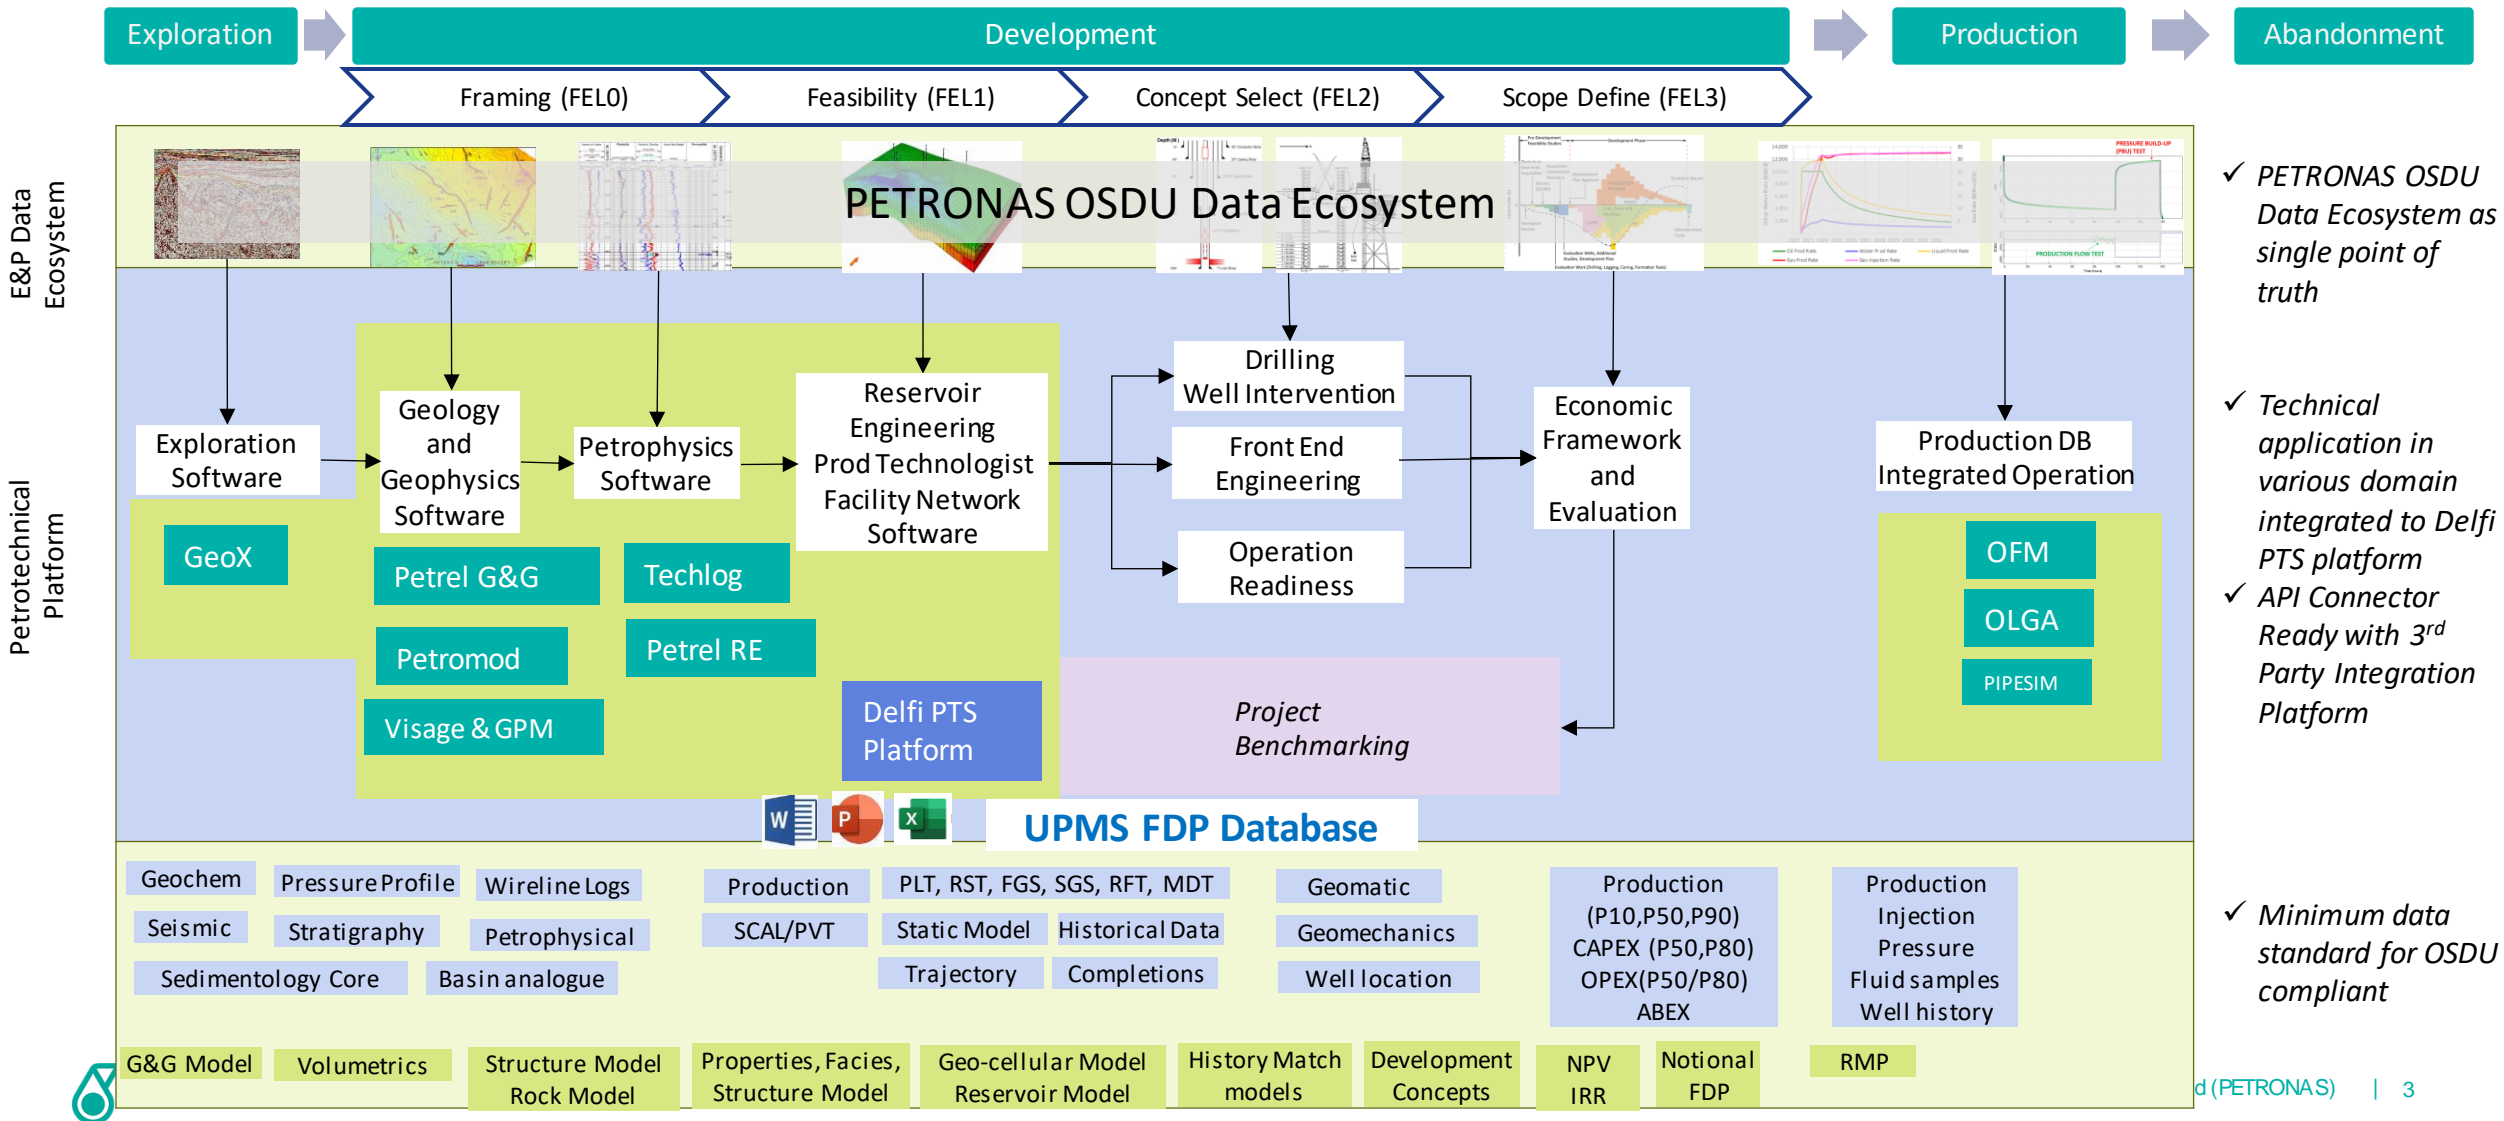 Exploration
Development
Production
Abandonment
Framing (FEL0)
Feasibility (FEL1)
Concept Select (FEL2)
Scope Define (FEL3)
E&P Data
Ecosystem
PETRONAS OSDU Data Ecosystem
PRESSURE BUILD-UP
(PBU) TEST
PRODUCTION FLOW TEST
✓ PETRONAS OSDU
Data Ecosystem as
single point of
truth
Petrotechnical
Platform
Exploration
Software
Geology
and
Geophysics
Software
Petrophysics
Software
Reservoir
Engineering
Prod Technologist
Facility Network
Software
Drilling
Well Intervention
Front End
Engineering
Operation
Readiness
Economic
Framework
and
Evaluation
Production DB
Integrated Operation
GeoX
Petrel G&G
Petromod
Visage & GPM
Techlog
Petrel RE
Delfi PTS
Platform
Project
Benchmarking
OFM
OLGA
PIPESIM
✓ Technical
application in
various domain
integrated to Delfi
PTS platform
✓ API Connector
Ready with 3rd
Party Integration
Platform
W
P
X
UPMS FDP Database
Geochem
Pressure Profile
Wireline Logs
Seismic
Stratigraphy
Petrophysical
Sedimentology Core
Basin analogue
Production
PLT, RST, FGS, SGS, RFT, MDT
SCAL/PVT
Static Model
Historical Data
Trajectory
Completions
Geomatic
Geomechanics
Well location
Production
(P10,P50,P90)
CAPEX (P50,P80)
OPEX(P50/P80)
ABEX
Production
Injection
Pressure
Fluid samples
Well history
✓ Minimum data
standard for OSDU
compliant
G&G Model
Volumetrics
Structure Model
Rock Model
Properties, Facies,
Structure Model
Geo-cellular Model
Reservoir Model
History Match
models
Development
Concepts
NPV
IRR
Notional
FDP
RMP
d (PETRONAS) | 3